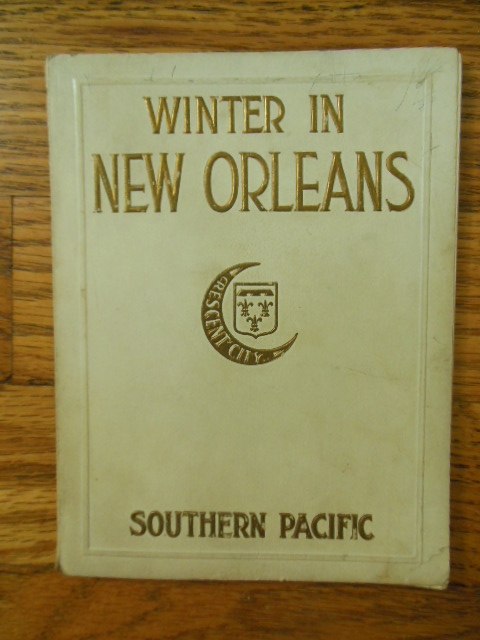 WINTER IN
NEW ORLEANS
CRESCENT CITY
SOUTHERN PACIFIC